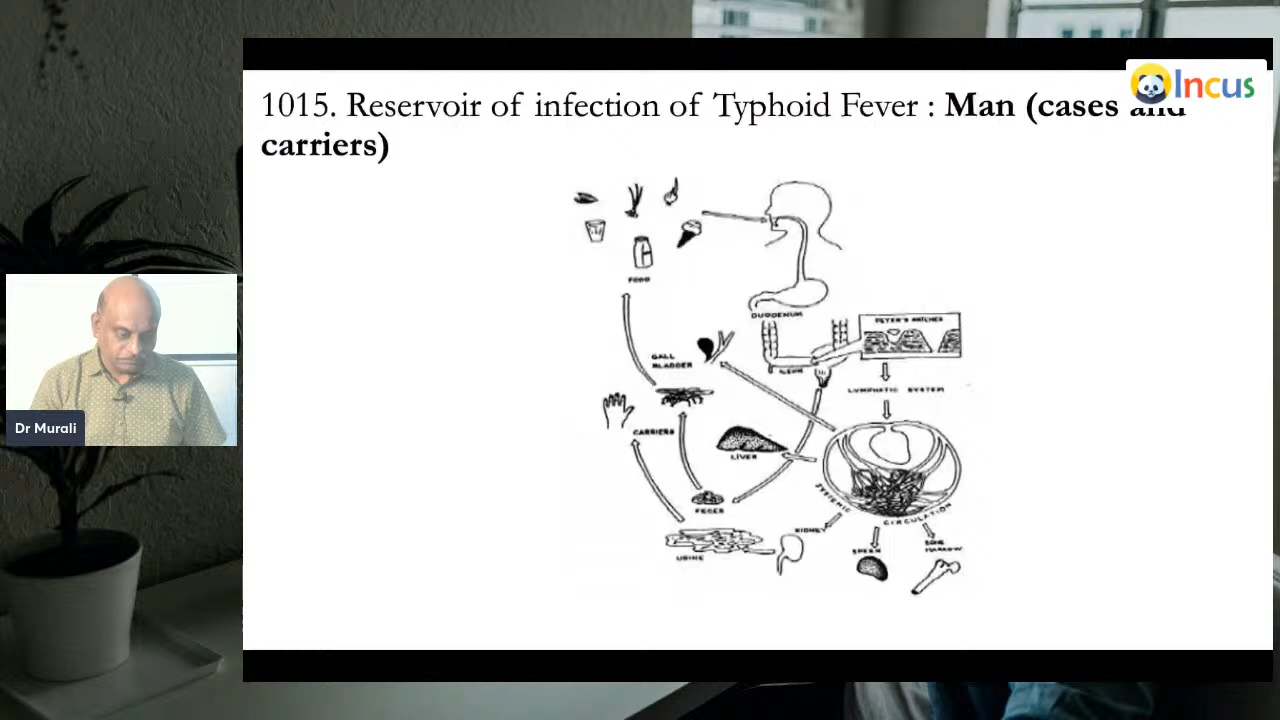 Incus
1015. Reservoir of infection of Typhoid Fever : Man (cases and
carriers)
FOOD
DUODENUM
PEYER'S PATCHES
GALL
BLADDER
ILEUM
LYMPHATIC SYSTEM
CARRIERS
LIVER
SYSTEMIC CIRCULATION
FECES
KIDNEY
URINE
SPLEEN
BONE
MARROW
Dr Murali